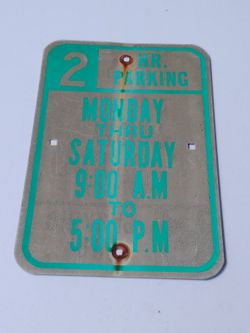 2 HR.
PARKING
MONDAY
THRU
SATURDAY
9:00 A.M
TO
5:00 P.M